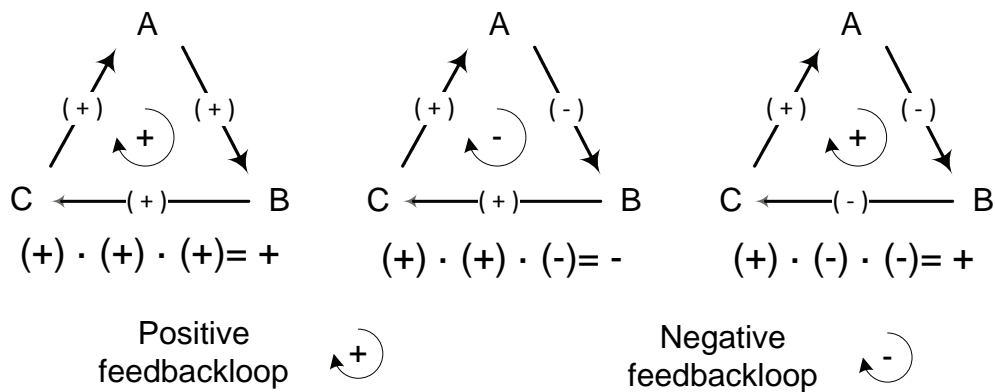 A A A
( + ) ( + ) ( + ) ( - ) ( + ) ( - )
+ - +
C ( + ) B C ( + ) B C ( - ) B
(+) · (+) · (+)= + (+) · (+) · (-)= - (+) · (-) · (-)= +
Positive
feedbackloop +
Negative
feedbackloop -